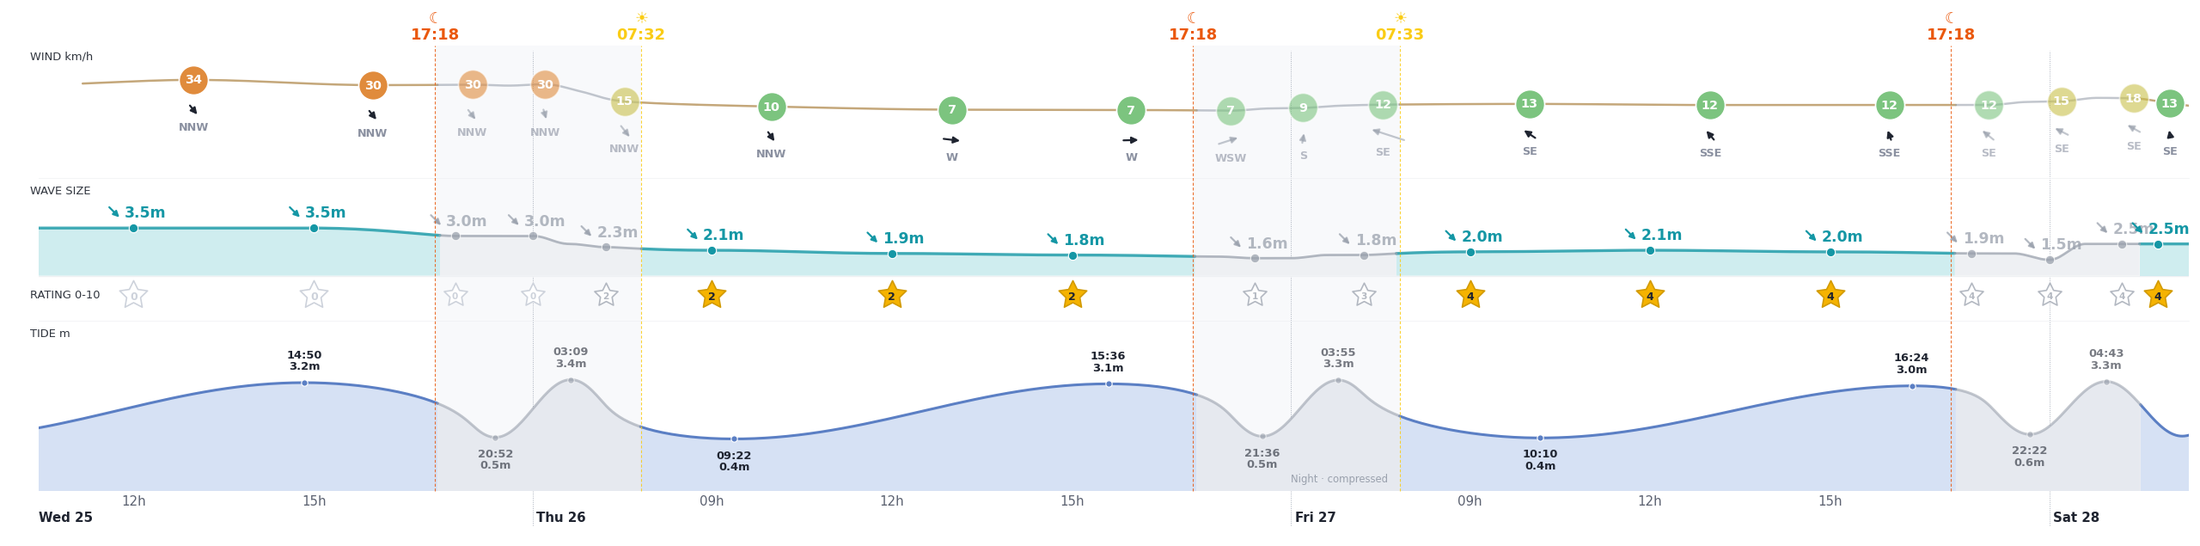 ☾ ☀ ☾ ☀ ☾
17:18 07:32 17:18 07:33 17:18
WIND km/h
34 30 30 30 15 10 7 7 7 9 12 13 12 12 12 15 18 13
NNW NNW NNW NNW NNW NNW W W WSW S SE SE SSE SSE SE SE SE SE
WAVE SIZE
3.5m 3.5m 3.0m 3.0m 2.3m 2.1m 1.9m 1.8m 1.6m 1.8m 2.0m 2.1m 2.0m 1.9m 1.5m 2.5m 2.5m
RATING 0-10
0 0 0 0 2 2 2 2 1 3 4 4 4 4 4 4 4
TIDE m
14:50 03:09 15:36 03:55 16:24 04:43
3.2m 3.4m 3.1m 3.3m 3.0m 3.3m
20:52 09:22 21:36 10:10 22:22
0.5m 0.4m 0.5m 0.4m 0.6m
Night · compressed
12h 15h 09h 12h 15h 09h 12h 15h
Wed 25 Thu 26 Fri 27 Sat 28